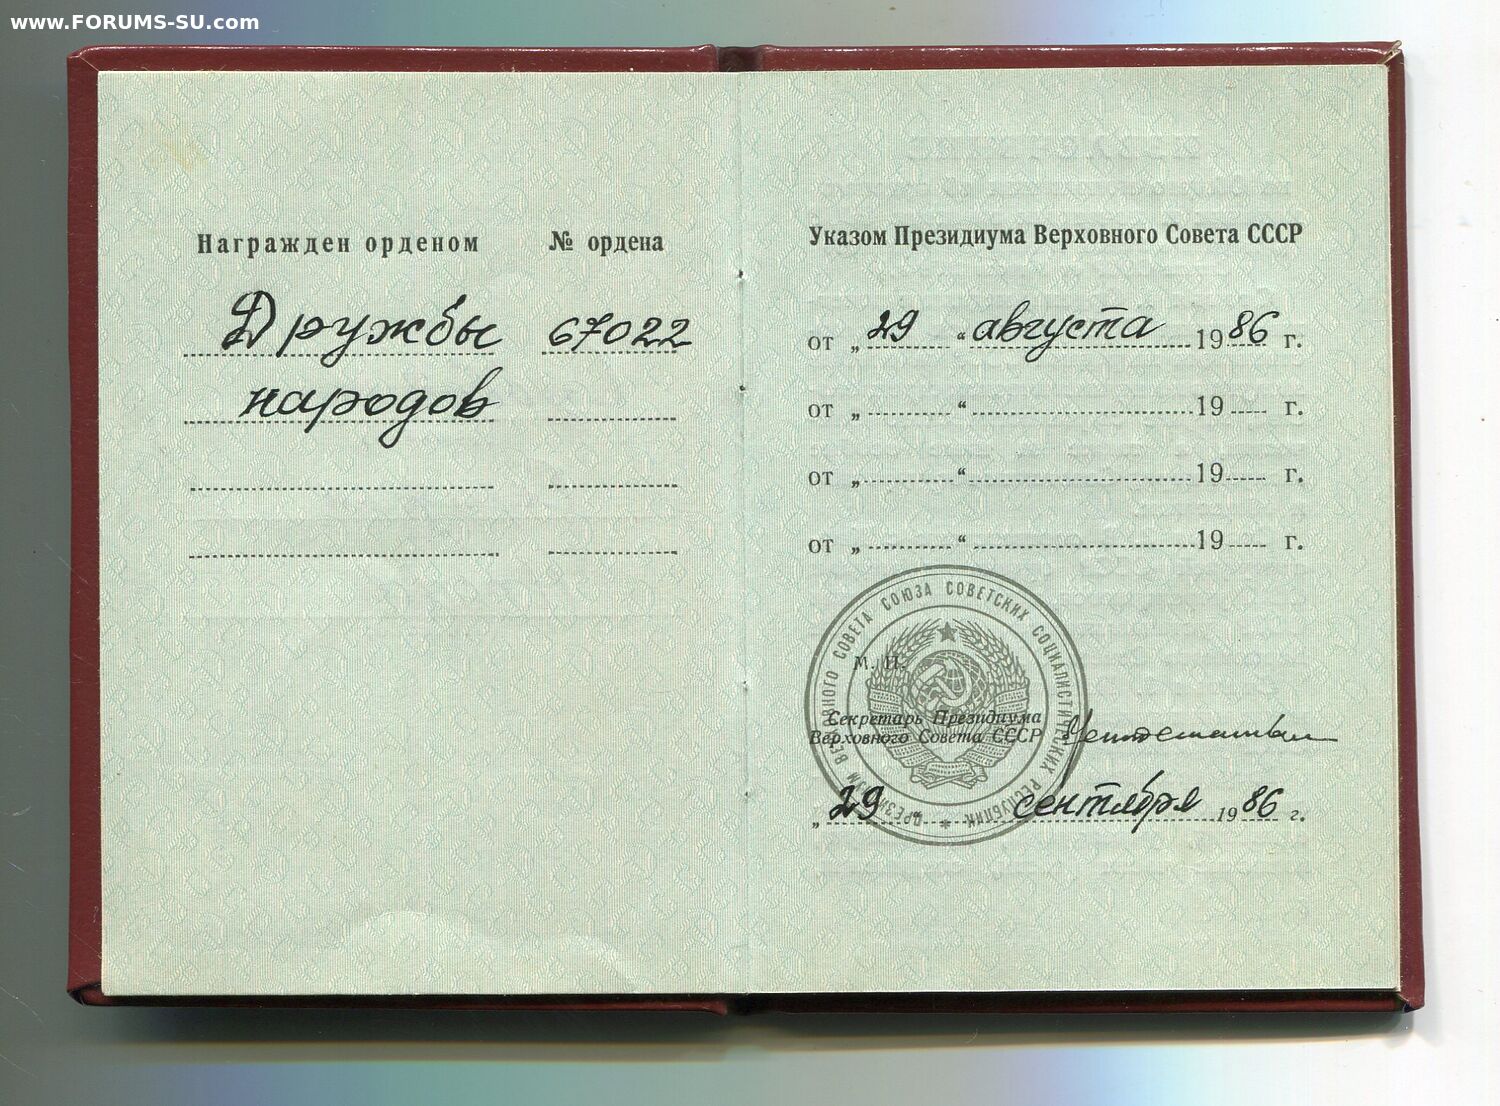 www.FORUMS-SU.com
Награжден орденом № ордена
Дружбы 67022
народов
Указом Президиума Верховного Совета СССР
от „29“ августа 1986 г.
от „ “ 19 г.
от „ “ 19 г.
от „ “ 19 г.
ПРЕЗИДИУМ ВЕРХОВНОГО СОВЕТА СОЮЗА СОВЕТСКИХ СОЦИАЛИСТИЧЕСКИХ РЕСПУБЛИК
М. П.
Секретарь Президиума
Верховного Совета СССР
„29“ сентября 1986 г.